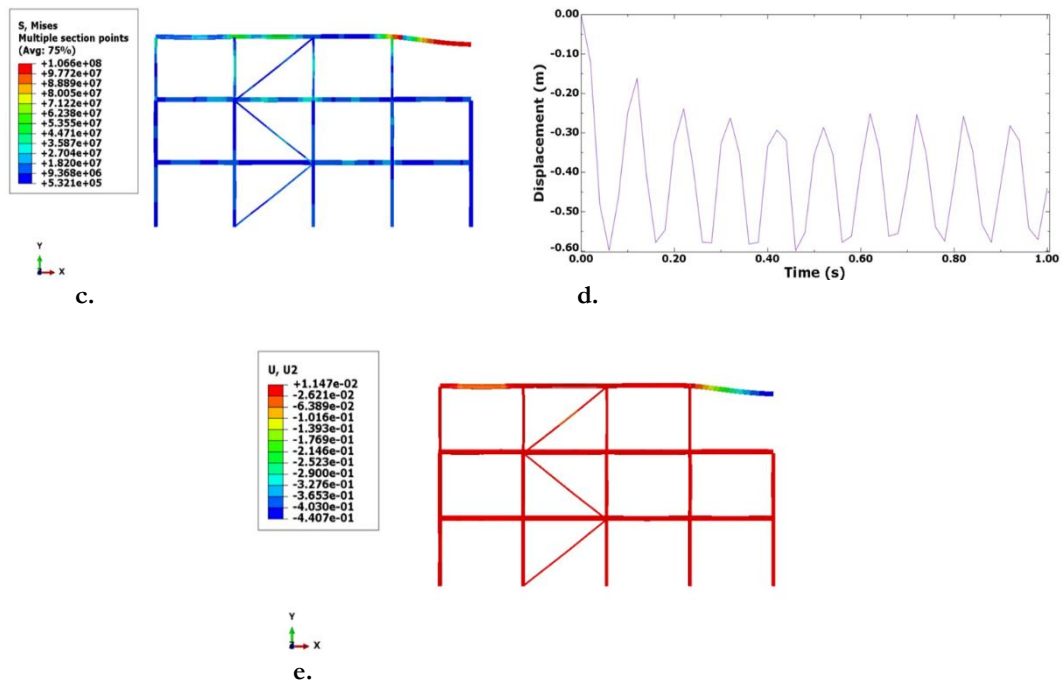 S, Mises
Multiple section points
(Avg: 75%)
+1.066e+08
+9.772e+07
+8.889e+07
+8.005e+07
+7.122e+07
+6.238e+07
+5.355e+07
+4.471e+07
+3.587e+07
+2.704e+07
+1.820e+07
+9.368e+06
+5.321e+05
Y
Z X
c.
Displacement (m)
0.00
-0.10
-0.20
-0.30
-0.40
-0.50
-0.60
0.00 0.20 0.40 0.60 0.80 1.00
Time (s)
d.
U, U2
+1.147e-02
-2.621e-02
-6.389e-02
-1.016e-01
-1.393e-01
-1.769e-01
-2.146e-01
-2.523e-01
-2.900e-01
-3.276e-01
-3.653e-01
-4.030e-01
-4.407e-01
Y
Z X
e.